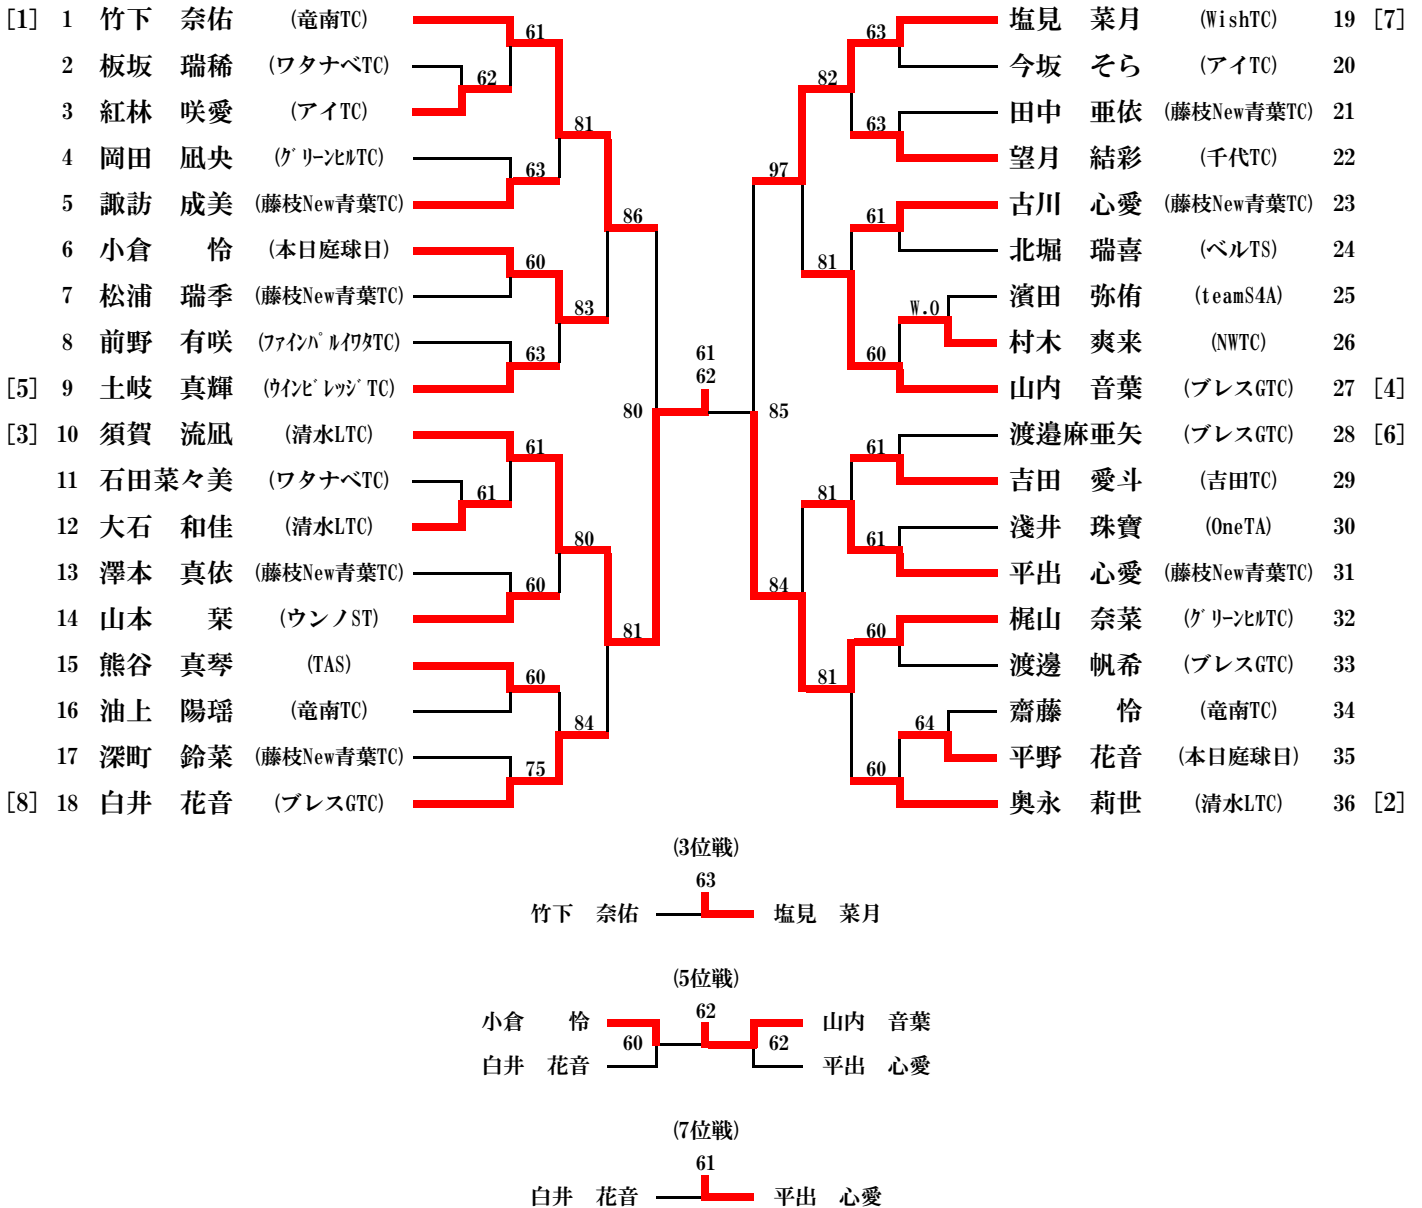 [1] 1 竹下 奈佑 (竜南TC)
2 板坂 瑞稀 (ワタナベTC)
3 紅林 咲愛 (アイTC)
4 岡田 凪央 (ｸﾞﾘｰﾝﾋﾙTC)
5 諏訪 成美 (藤枝New青葉TC)
6 小倉 怜 (本日庭球日)
7 松浦 瑞季 (藤枝New青葉TC)
8 前野 有咲 (ﾌｧｲﾝﾊﾟﾙｲﾜﾀTC)
[5] 9 土岐 真輝 (ｳｲﾝﾋﾞﾚｯｼﾞTC)
[3] 10 須賀 流凪 (清水LTC)
11 石田菜々美 (ワタナベTC)
12 大石 和佳 (清水LTC)
13 澤本 真依 (藤枝New青葉TC)
14 山本 栞 (ウンノST)
15 熊谷 真琴 (TAS)
16 油上 陽瑶 (竜南TC)
17 深町 鈴菜 (藤枝New青葉TC)
[8] 18 白井 花音 (ブレスGTC)
61
62
81
63
86
60
83
63
80
61
61
80
60
81
60
84
75
61
62
63
82
63
97
61
81
W.O
60
85
61
81
61
84
60
81
64
60
塩見 菜月 (WishTC) 19 [7]
今坂 そら (アイTC) 20
田中 亜依 (藤枝New青葉TC) 21
望月 結彩 (千代TC) 22
古川 心愛 (藤枝New青葉TC) 23
北堀 瑞喜 (ベルTS) 24
濱田 弥侑 (teamS4A) 25
村木 爽来 (NWTC) 26
山内 音葉 (ブレスGTC) 27 [4]
渡邉麻亜矢 (ブレスGTC) 28 [6]
吉田 愛斗 (吉田TC) 29
淺井 珠寶 (OneTA) 30
平出 心愛 (藤枝New青葉TC) 31
梶山 奈菜 (ｸﾞﾘｰﾝﾋﾙTC) 32
渡邊 帆希 (ブレスGTC) 33
齋藤 怜 (竜南TC) 34
平野 花音 (本日庭球日) 35
奥永 莉世 (清水LTC) 36 [2]
(3位戦)
63
竹下 奈佑 塩見 菜月
(5位戦)
62
小倉 怜 山内 音葉
60 62
白井 花音 平出 心愛
(7位戦)
61
白井 花音 平出 心愛